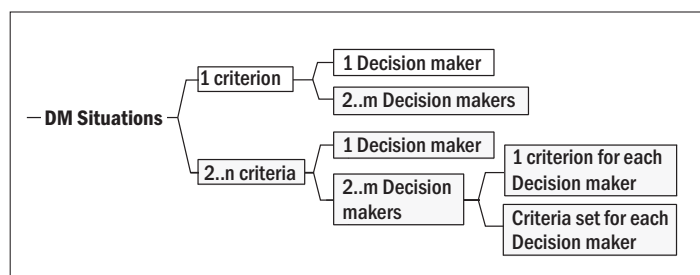 DM Situations
1 criterion
1 Decision maker
2..m Decision makers
2..n criteria
1 Decision maker
2..m Decision
makers
1 criterion for each
Decision maker
Criteria set for each
Decision maker